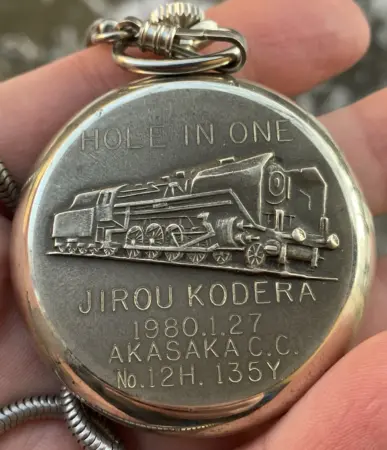 HOLE IN ONE
JIROU KODERA
1980.1.27
AKASAKA C.C.
No.12H. 135Y